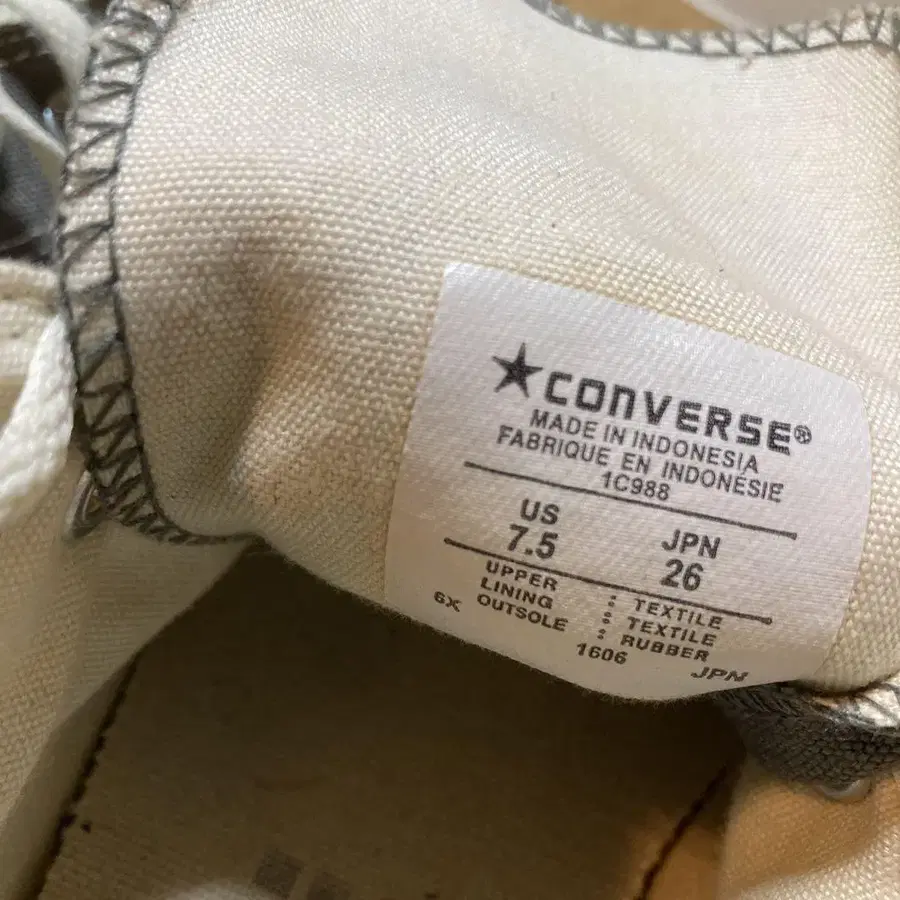 ★CONVERSE®
MADE IN INDONESIA
FABRIQUE EN INDONESIE
1C988
US JPN
7.5 26
UPPER : TEXTILE
LINING : TEXTILE
6X OUTSOLE : RUBBER
1606 JPN